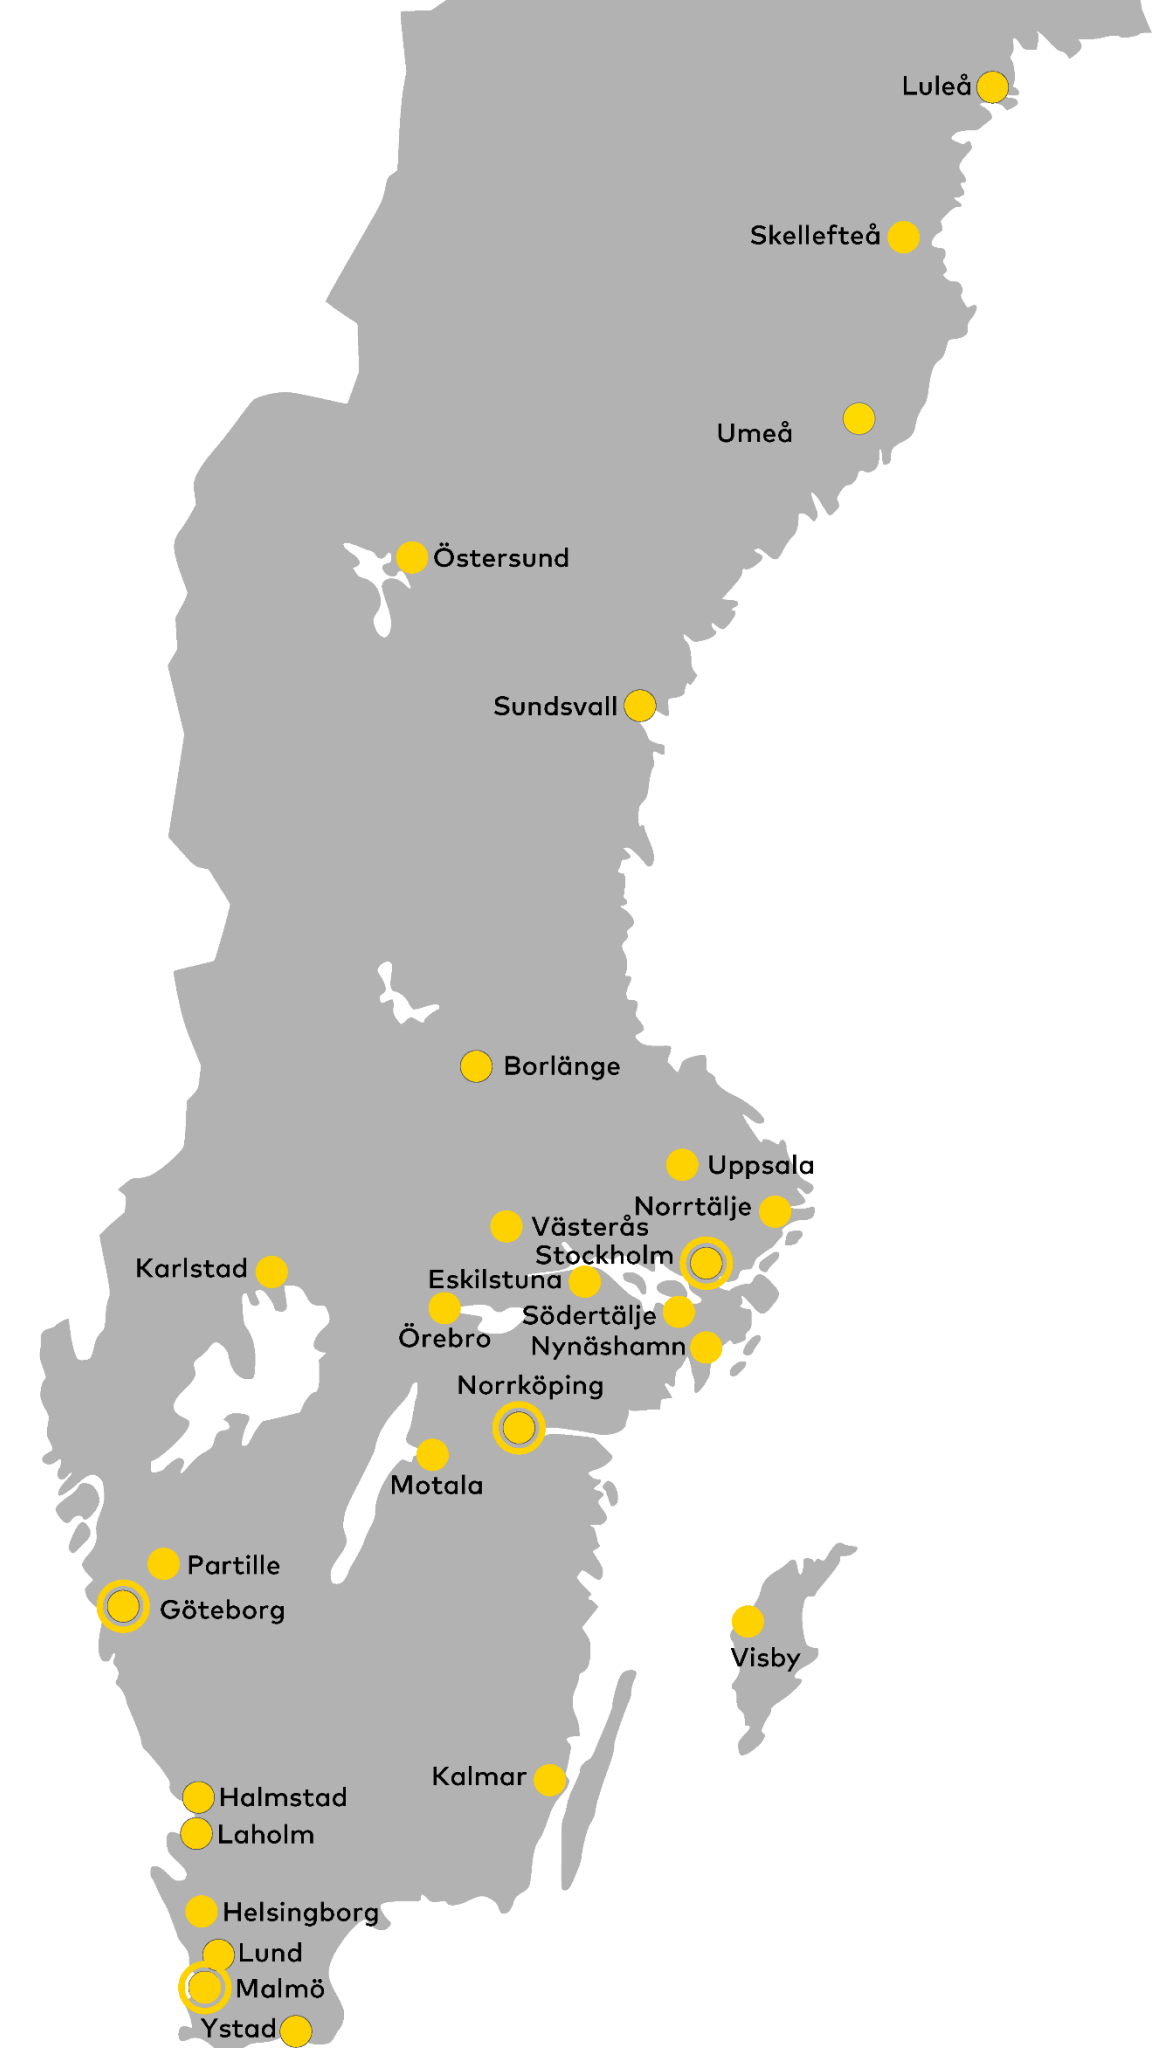 Luleå
Skellefteå
Umeå
Östersund
Sundsvall
Borlänge
Uppsala
Norrtälje
Västerås
Stockholm
Karlstad
Eskilstuna
Södertälje
Örebro
Nynäshamn
Norrköping
Motala
Partille
Göteborg
Visby
Kalmar
Halmstad
Laholm
Helsingborg
Lund
Malmö
Ystad